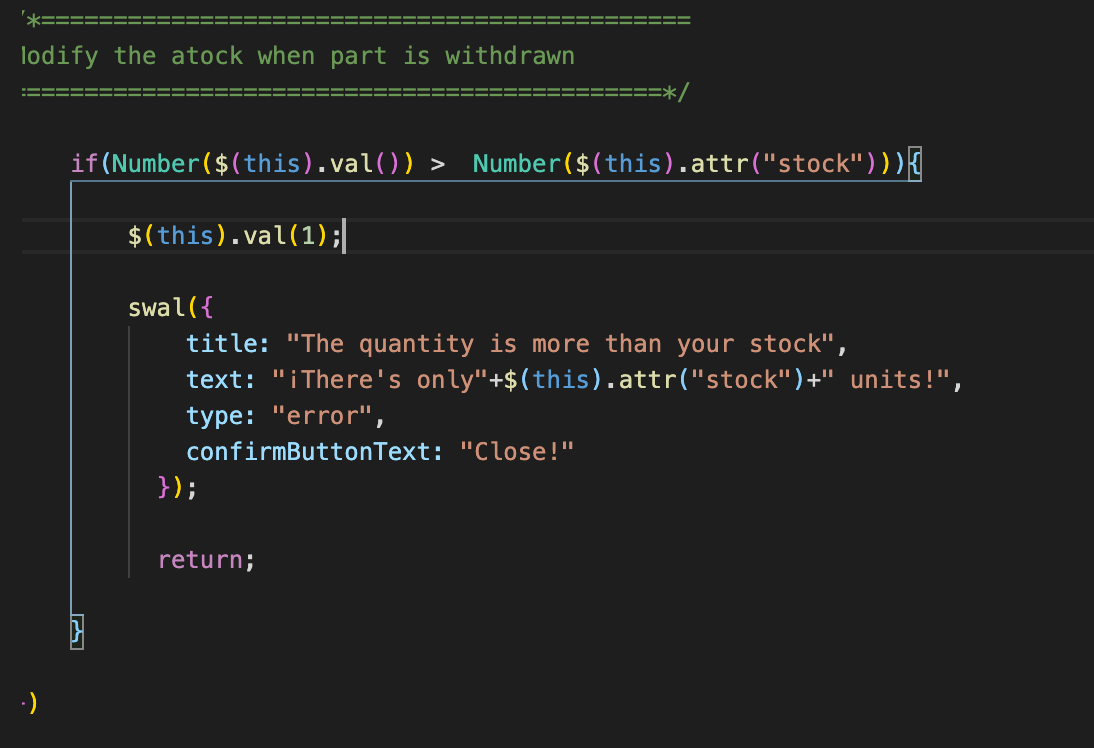 /*=============================================
Modify the atock when part is withdrawn
=============================================*/
if(Number($(this).val()) >  Number($(this).attr("stock"))){
$(this).val(1);
swal({
title: "The quantity is more than your stock",
text: "¡There's only"+$(this).attr("stock")+" units!",
type: "error",
confirmButtonText: "Close!"
});
return;
}
})